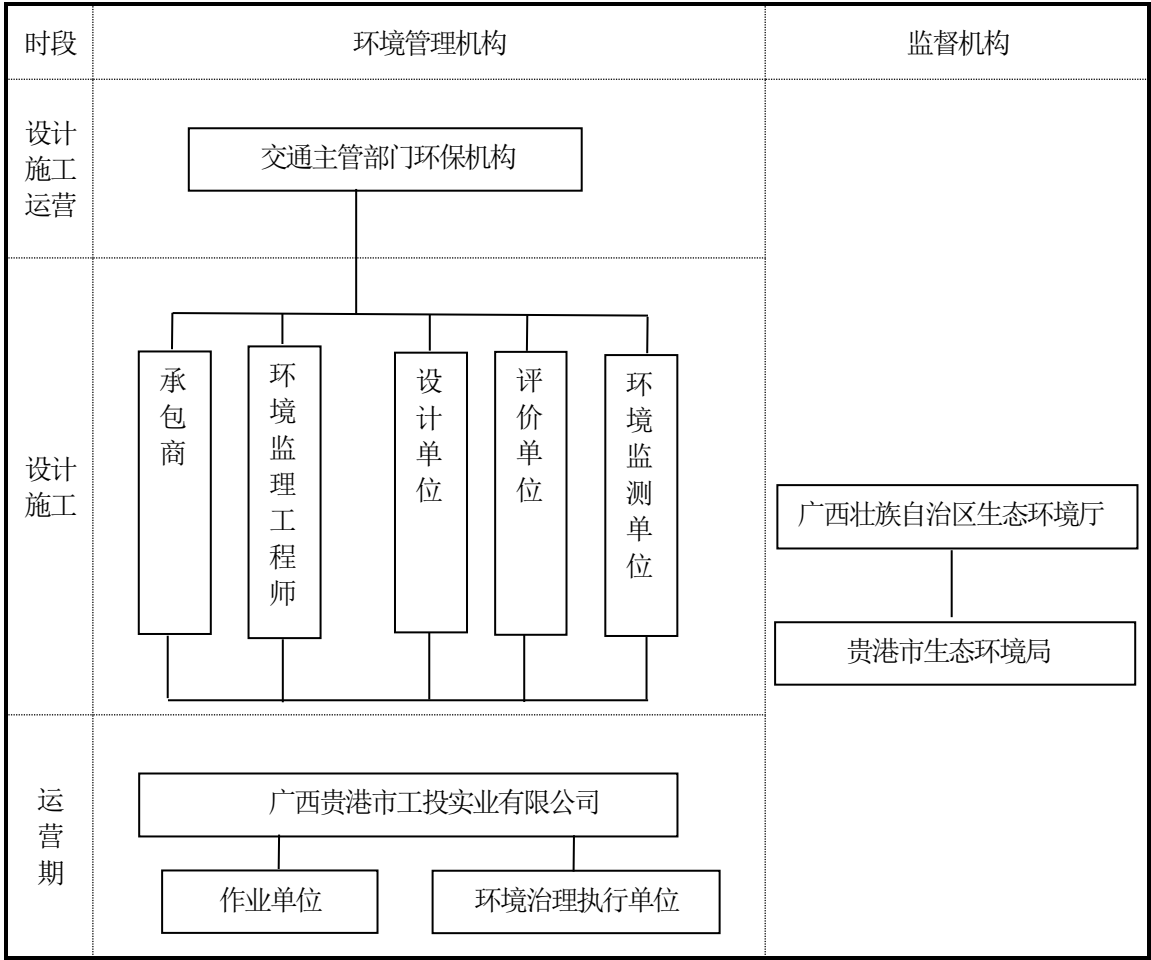 时段
环境管理机构
监督机构
设计
施工
运营
交通主管部门环保机构
设计
施工
承包商
环境监理工程师
设计单位
评价单位
环境监测单位
广西壮族自治区生态环境厅
贵港市生态环境局
运营期
广西贵港市工投实业有限公司
作业单位
环境治理执行单位